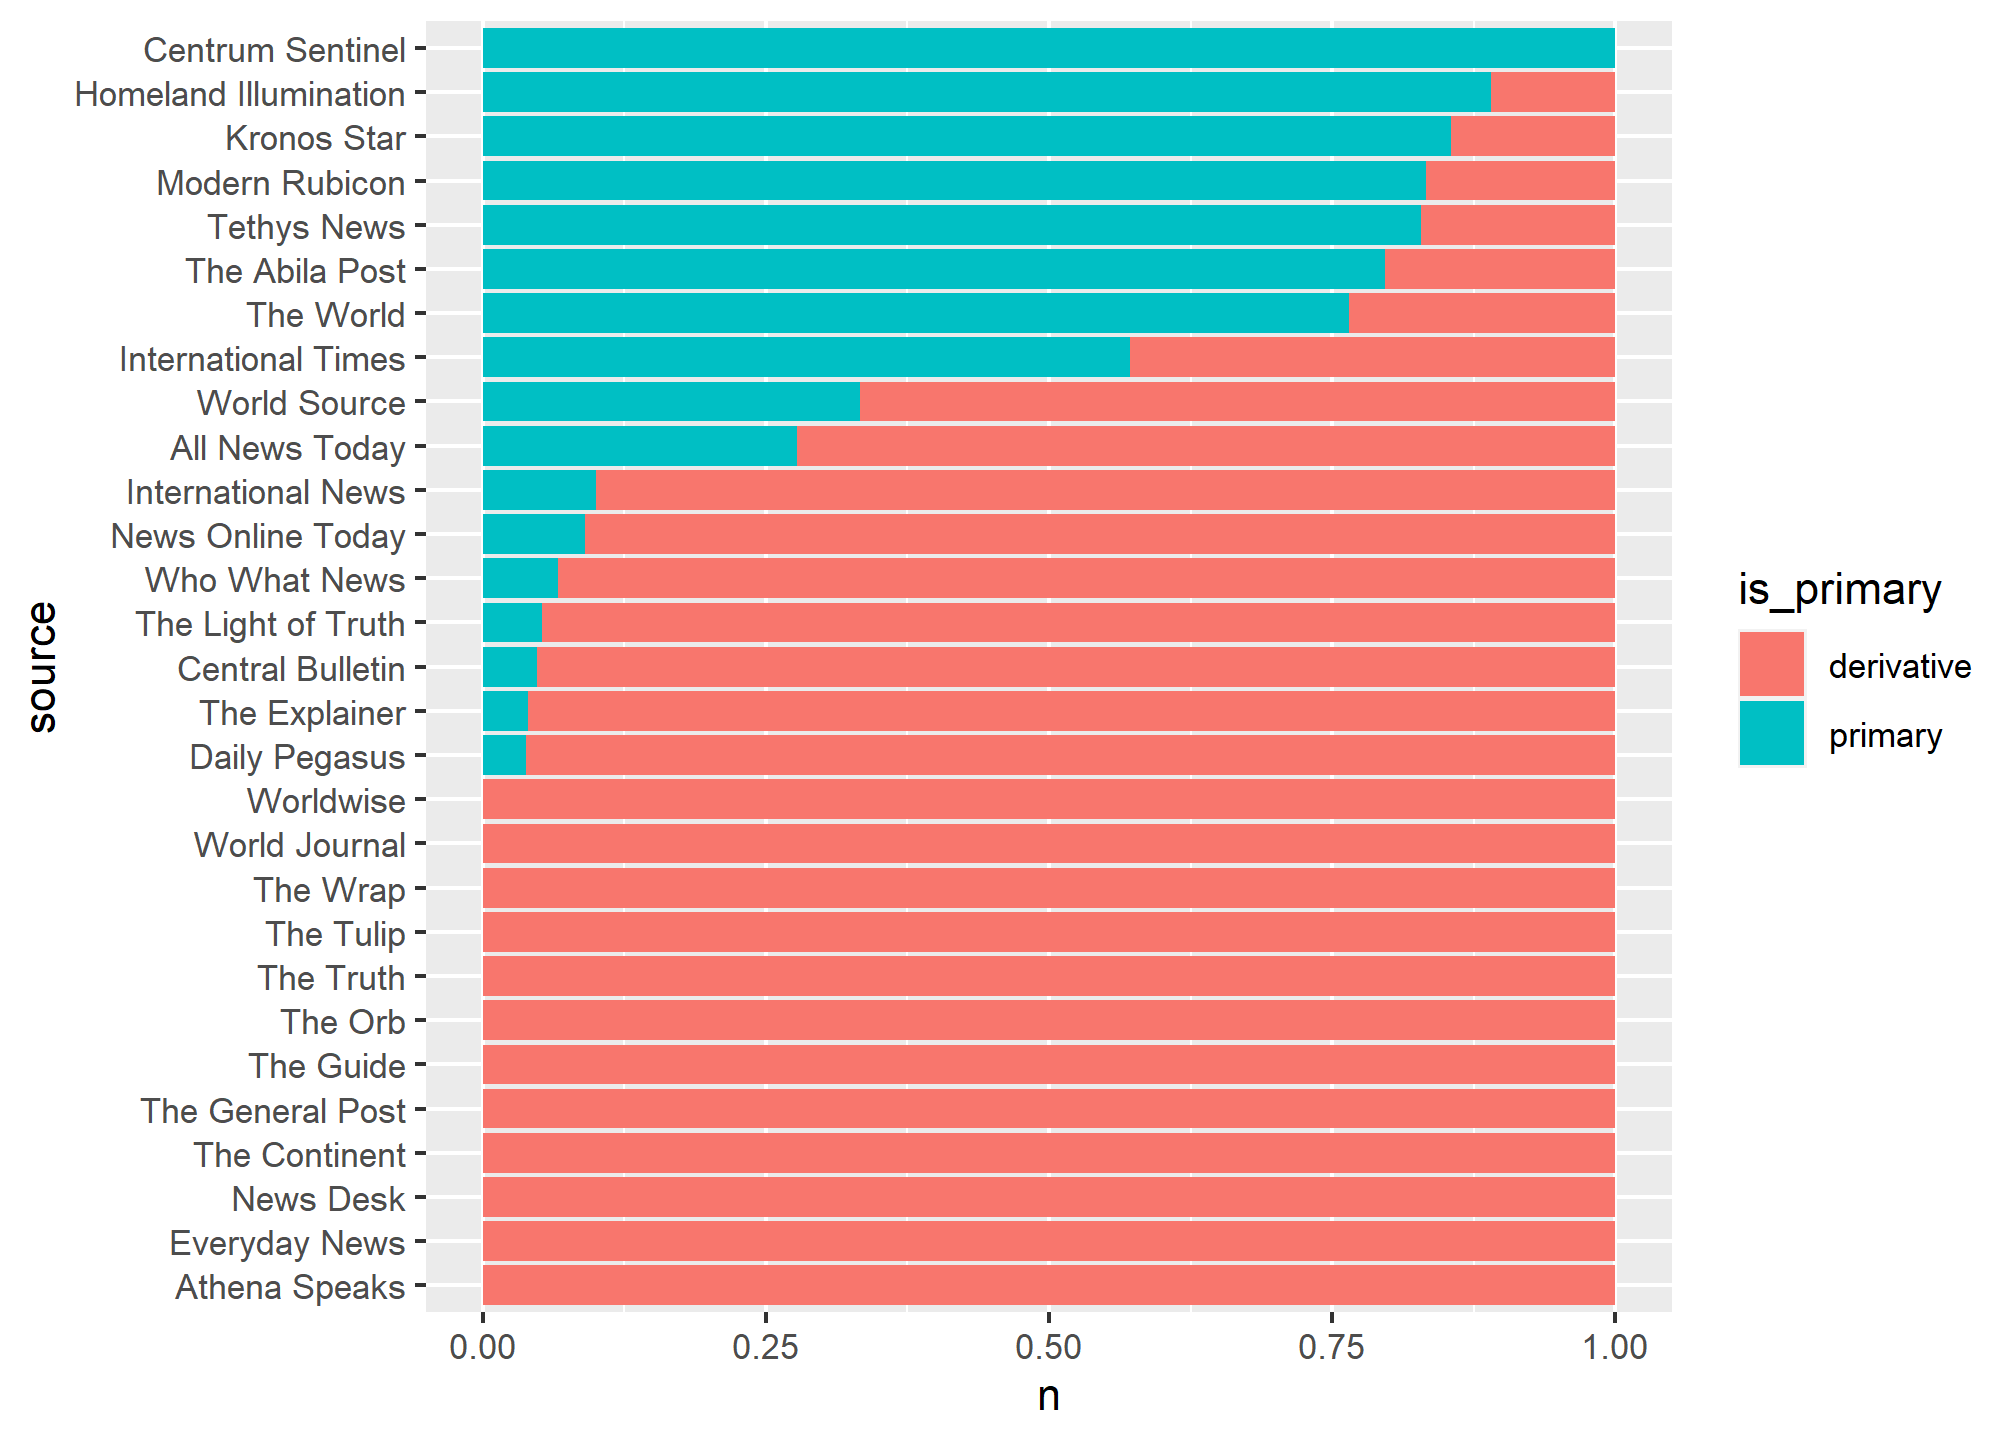 Centrum Sentinel
Homeland Illumination
Kronos Star
Modern Rubicon
Tethys News
The Abila Post
The World
International Times
World Source
All News Today
International News
News Online Today
Who What News
The Light of Truth
Central Bulletin
The Explainer
Daily Pegasus
Worldwise
World Journal
The Wrap
The Tulip
The Truth
The Orb
The Guide
The General Post
The Continent
News Desk
Everyday News
Athena Speaks
source
0.00 0.25 0.50 0.75 1.00
n
is_primary
derivative
primary